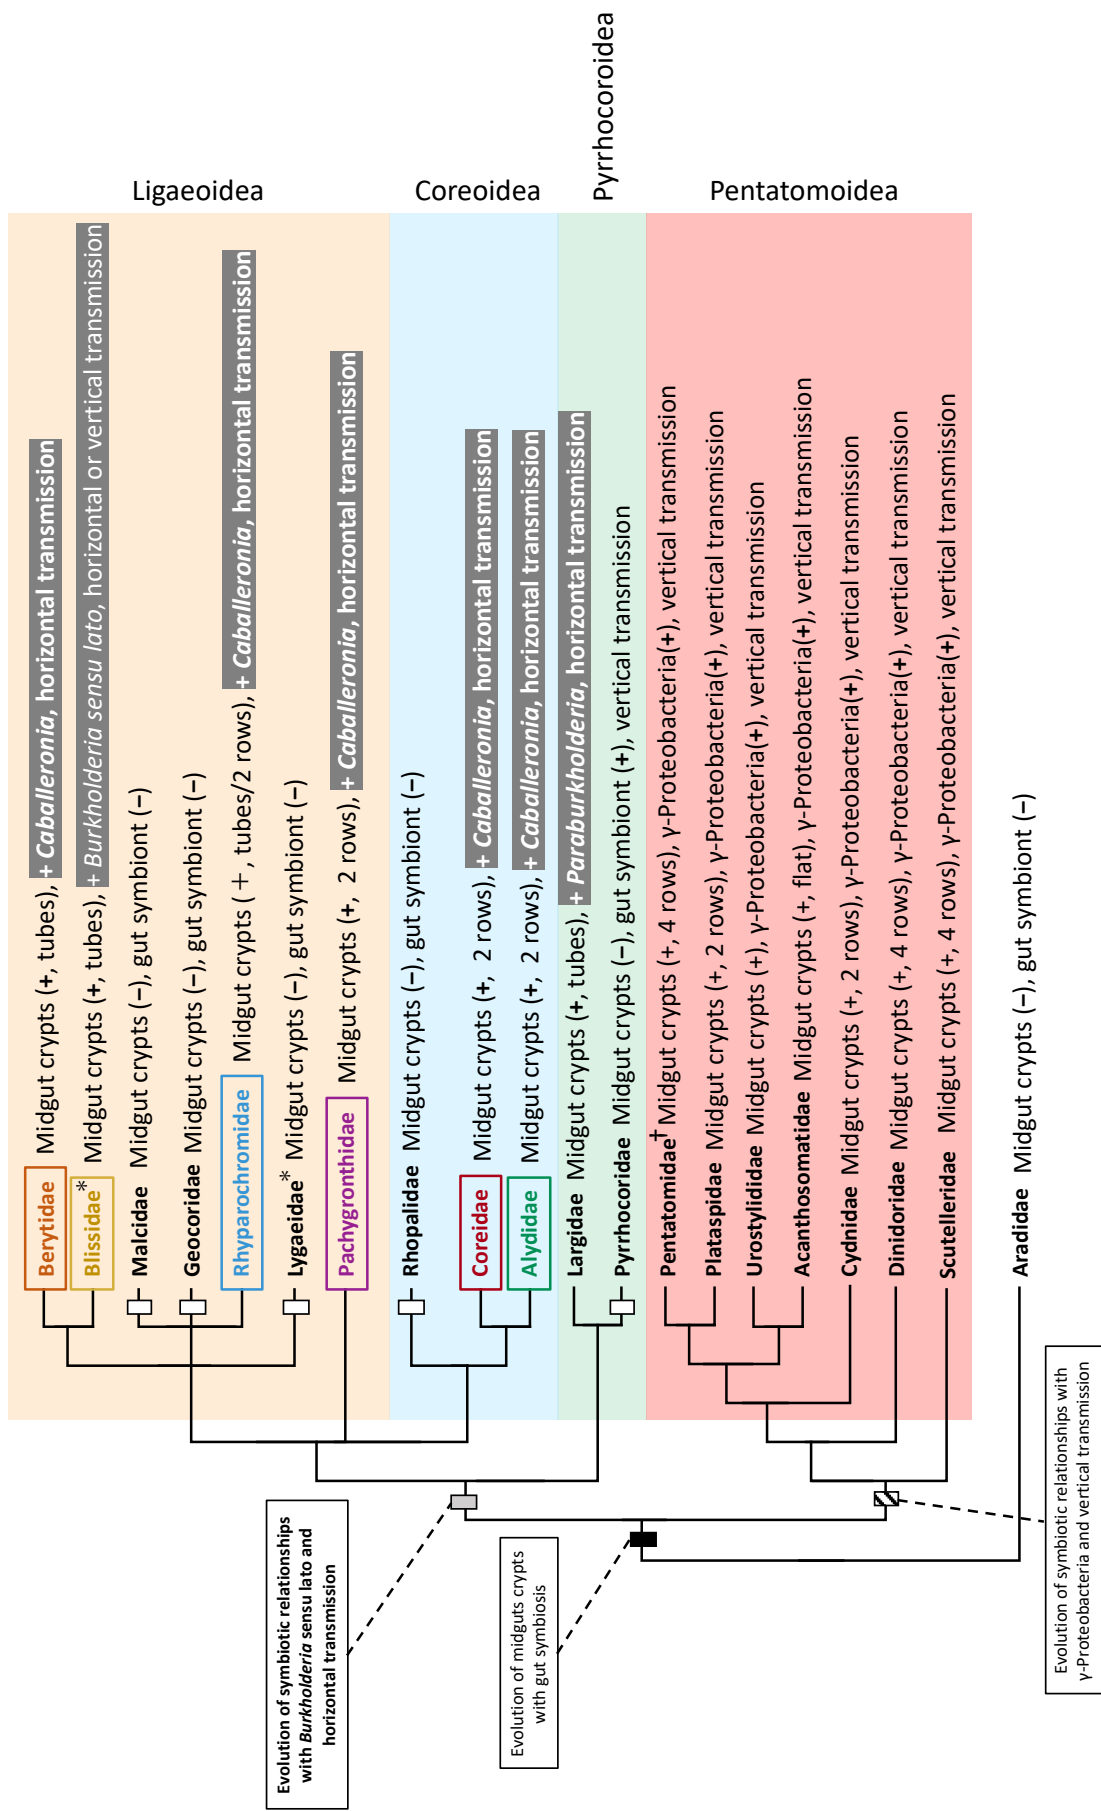 Ligaeoidea
Coreoidea
Pyrrhocoroidea
Pentatomoidea
Berytidae Midgut crypts (+, tubes), + Caballeronia, horizontal transmission
Blissidae* Midgut crypts (+, tubes), + Burkholderia sensu lato, horizontal or vertical transmission
Malcidae Midgut crypts (−), gut symbiont (−)
Geocoridae Midgut crypts (−), gut symbiont (−)
Rhyparochromidae Midgut crypts (+, tubes/2 rows), + Caballeronia, horizontal transmission
Lygaeidae* Midgut crypts (−), gut symbiont (−)
Pachygronthidae Midgut crypts (+, 2 rows), + Caballeronia, horizontal transmission
Rhopalidae Midgut crypts (−), gut symbiont (−)
Coreidae Midgut crypts (+, 2 rows), + Caballeronia, horizontal transmission
Alydidae Midgut crypts (+, 2 rows), + Caballeronia, horizontal transmission
Largidae Midgut crypts (+, tubes), + Paraburkholderia, horizontal transmission
Pyrrhocoridae Midgut crypts (−), gut symbiont (+), vertical transmission
Pentatomidae† Midgut crypts (+, 4 rows), γ-Proteobacteria(+), vertical transmission
Plataspidae Midgut crypts (+, 2 rows), γ-Proteobacteria(+), vertical transmission
Urostylididae Midgut crypts (+), γ-Proteobacteria(+), vertical transmission
Acanthosomatidae Midgut crypts (+, flat), γ-Proteobacteria(+), vertical transmission
Cydnidae Midgut crypts (+, 2 rows), γ-Proteobacteria(+), vertical transmission
Dinidoridae Midgut crypts (+, 4 rows), γ-Proteobacteria(+), vertical transmission
Scutelleridae Midgut crypts (+, 4 rows), γ-Proteobacteria(+), vertical transmission
Aradidae Midgut crypts (−), gut symbiont (−)
Evolution of symbiotic relationships
with Burkholderia sensu lato and
horizontal transmission
Evolution of midguts crypts
with gut symbiosis
Evolution of symbiotic relationships with
γ-Proteobacteria and vertical transmission